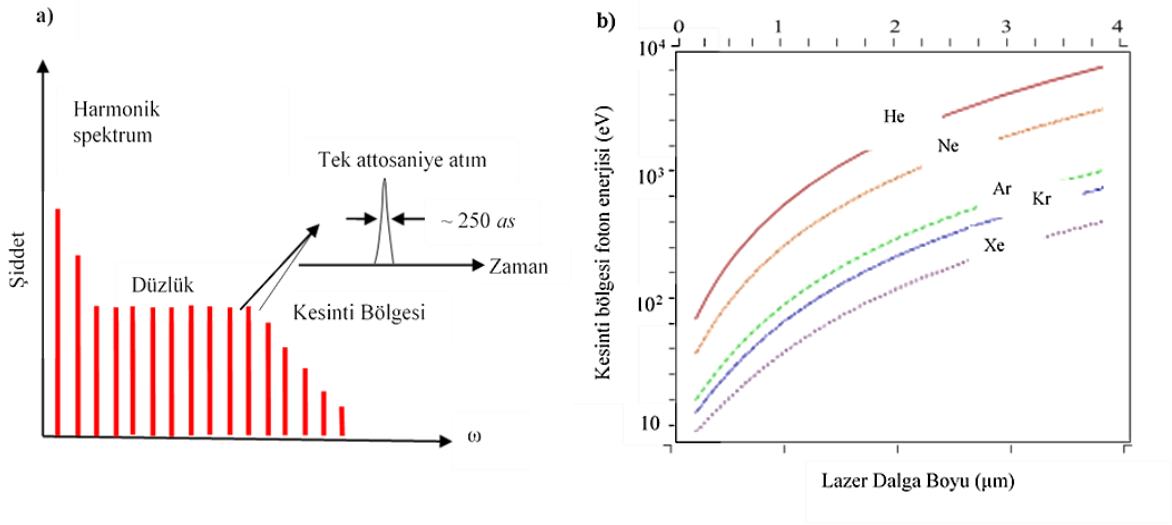 a)
Harmonik
spektrum
Şiddet
Düzlük
Tek attosaniye atım
~ 250 as
Zaman
Kesinti Bölgesi
ω
b)
0 1 2 3 4
Kesinti bölgesi foton enerjisi (eV)
10⁴
10³
10²
10
He
Ne
Ar
Kr
Xe
Lazer Dalga Boyu (μm)